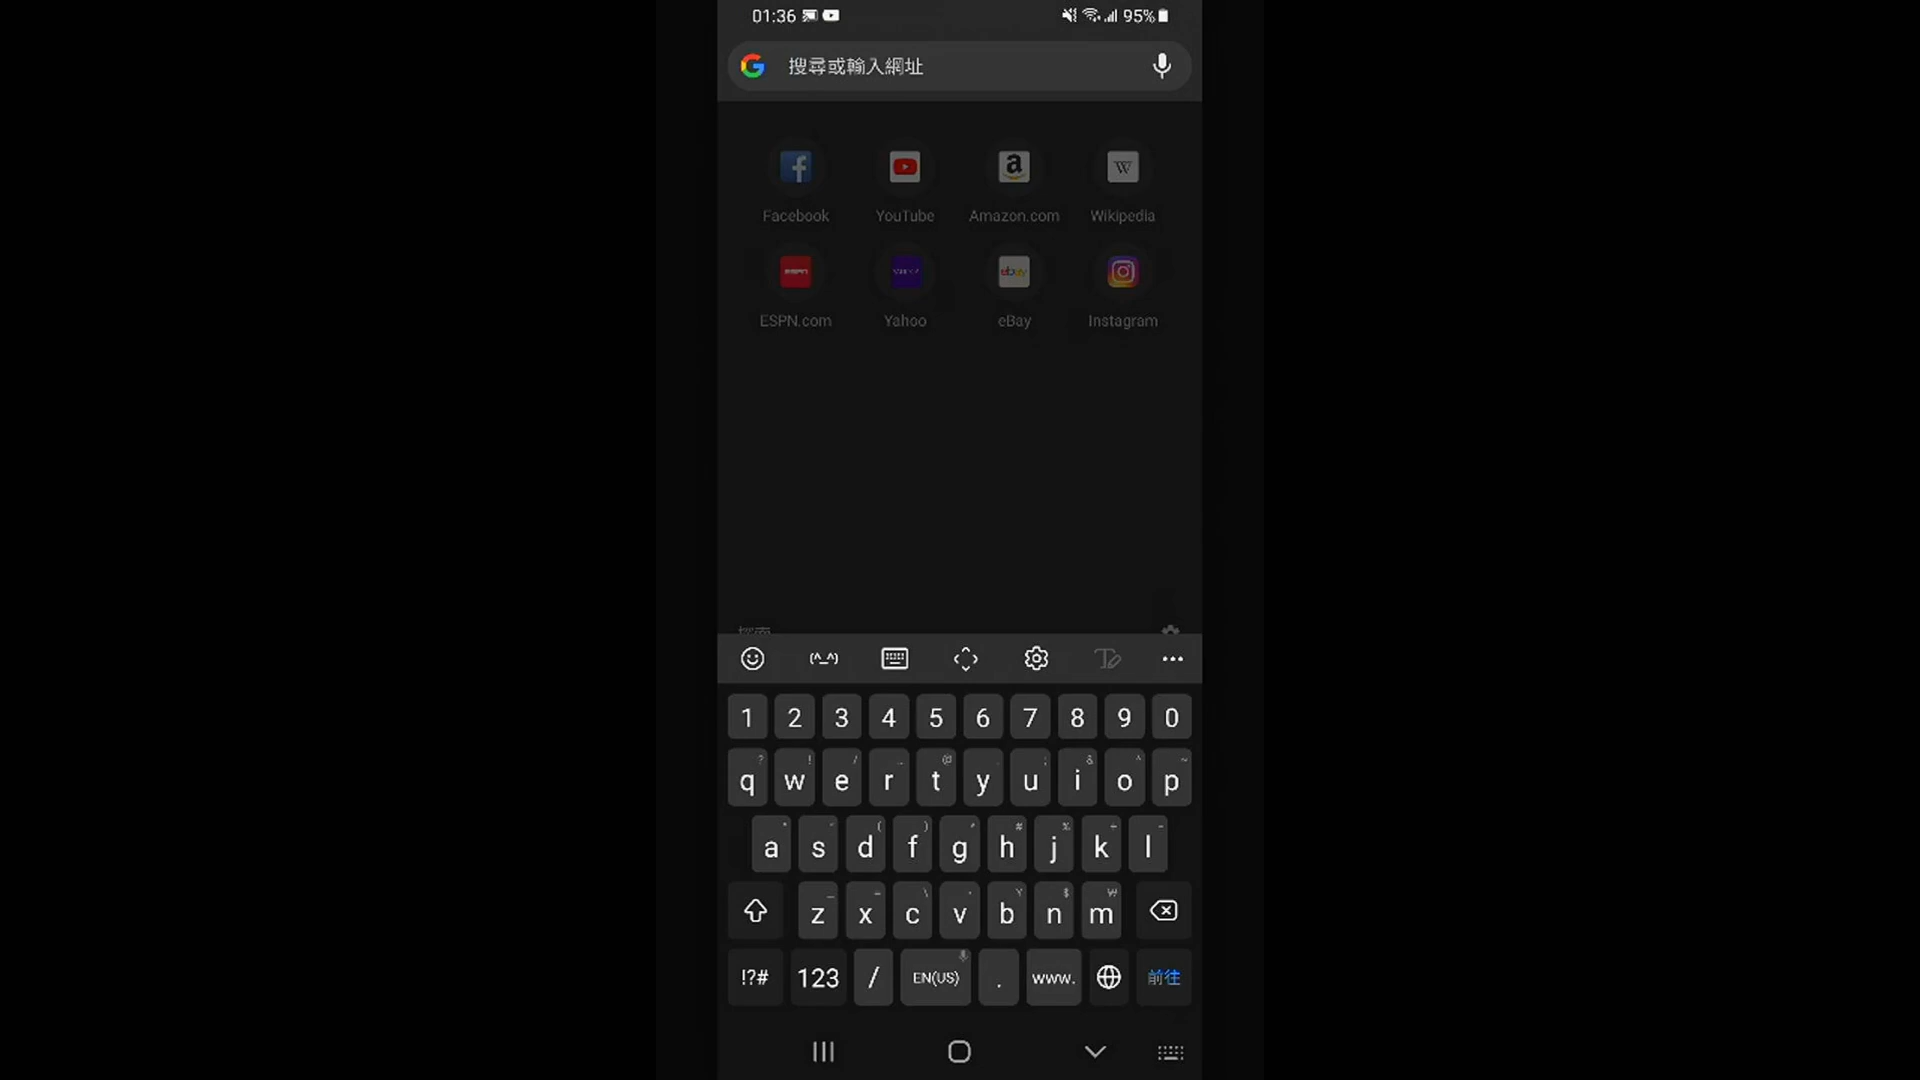 01:36 95%
搜尋或輸入網址
Facebook YouTube Amazon.com Wikipedia
ESPN.com Yahoo eBay Instagram
(^_^)
1 2 3 4 5 6 7 8 9 0
q w e r t y u i o p
a s d f g h j k l
z x c v b n m
!?# 123 / EN(US) . www. 前往